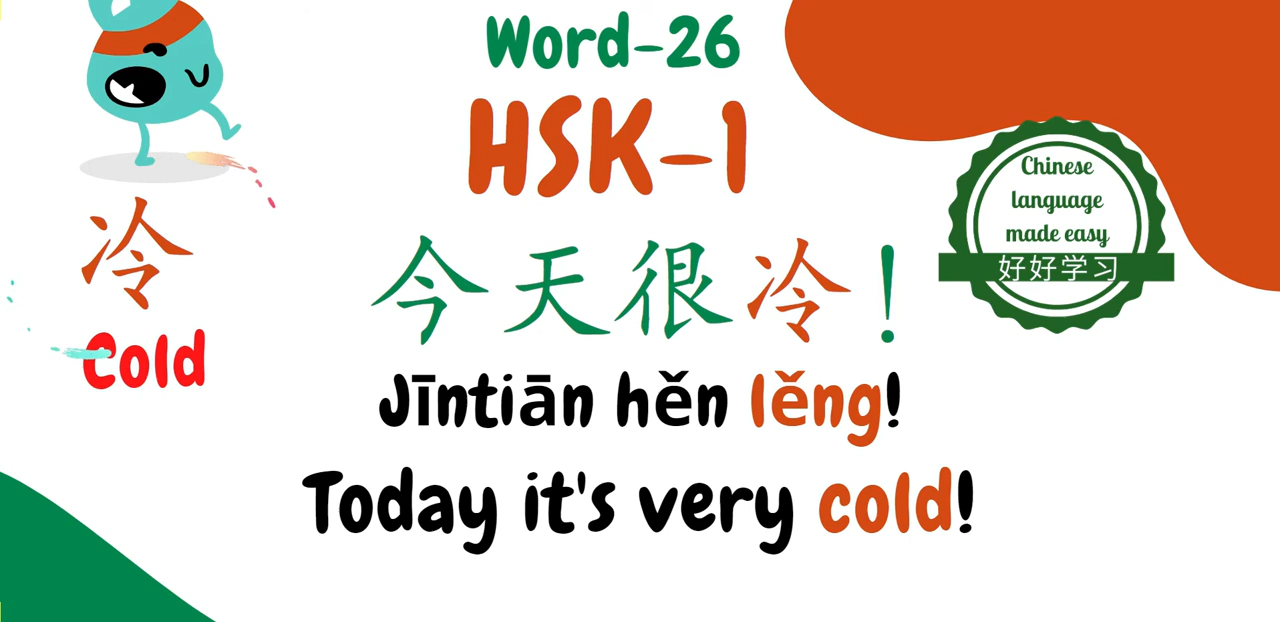 Word-26
HSK-1
冷
Cold
今天很冷!
Jīntiān hěn lěng!
Today it's very cold!
Chinese
language
made easy
好好学习